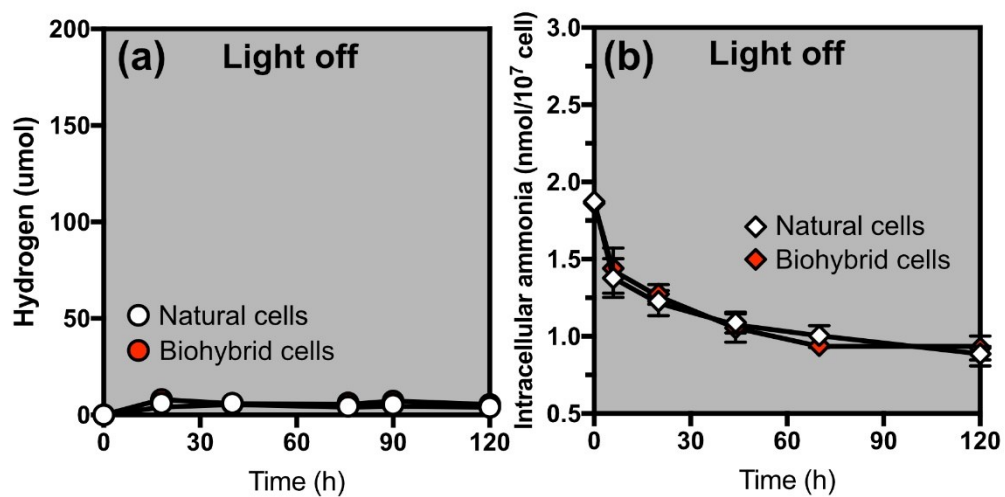 (a) Light off
Hydrogen (umol)
200
150
100
50
0
Natural cells
Biohybrid cells
0 30 60 90 120
Time (h)
(b) Light off
Intracellular ammonia (nmol/10⁷ cell)
3.0
2.5
2.0
1.5
1.0
0.5
Natural cells
Biohybrid cells
0 30 60 90 120
Time (h)